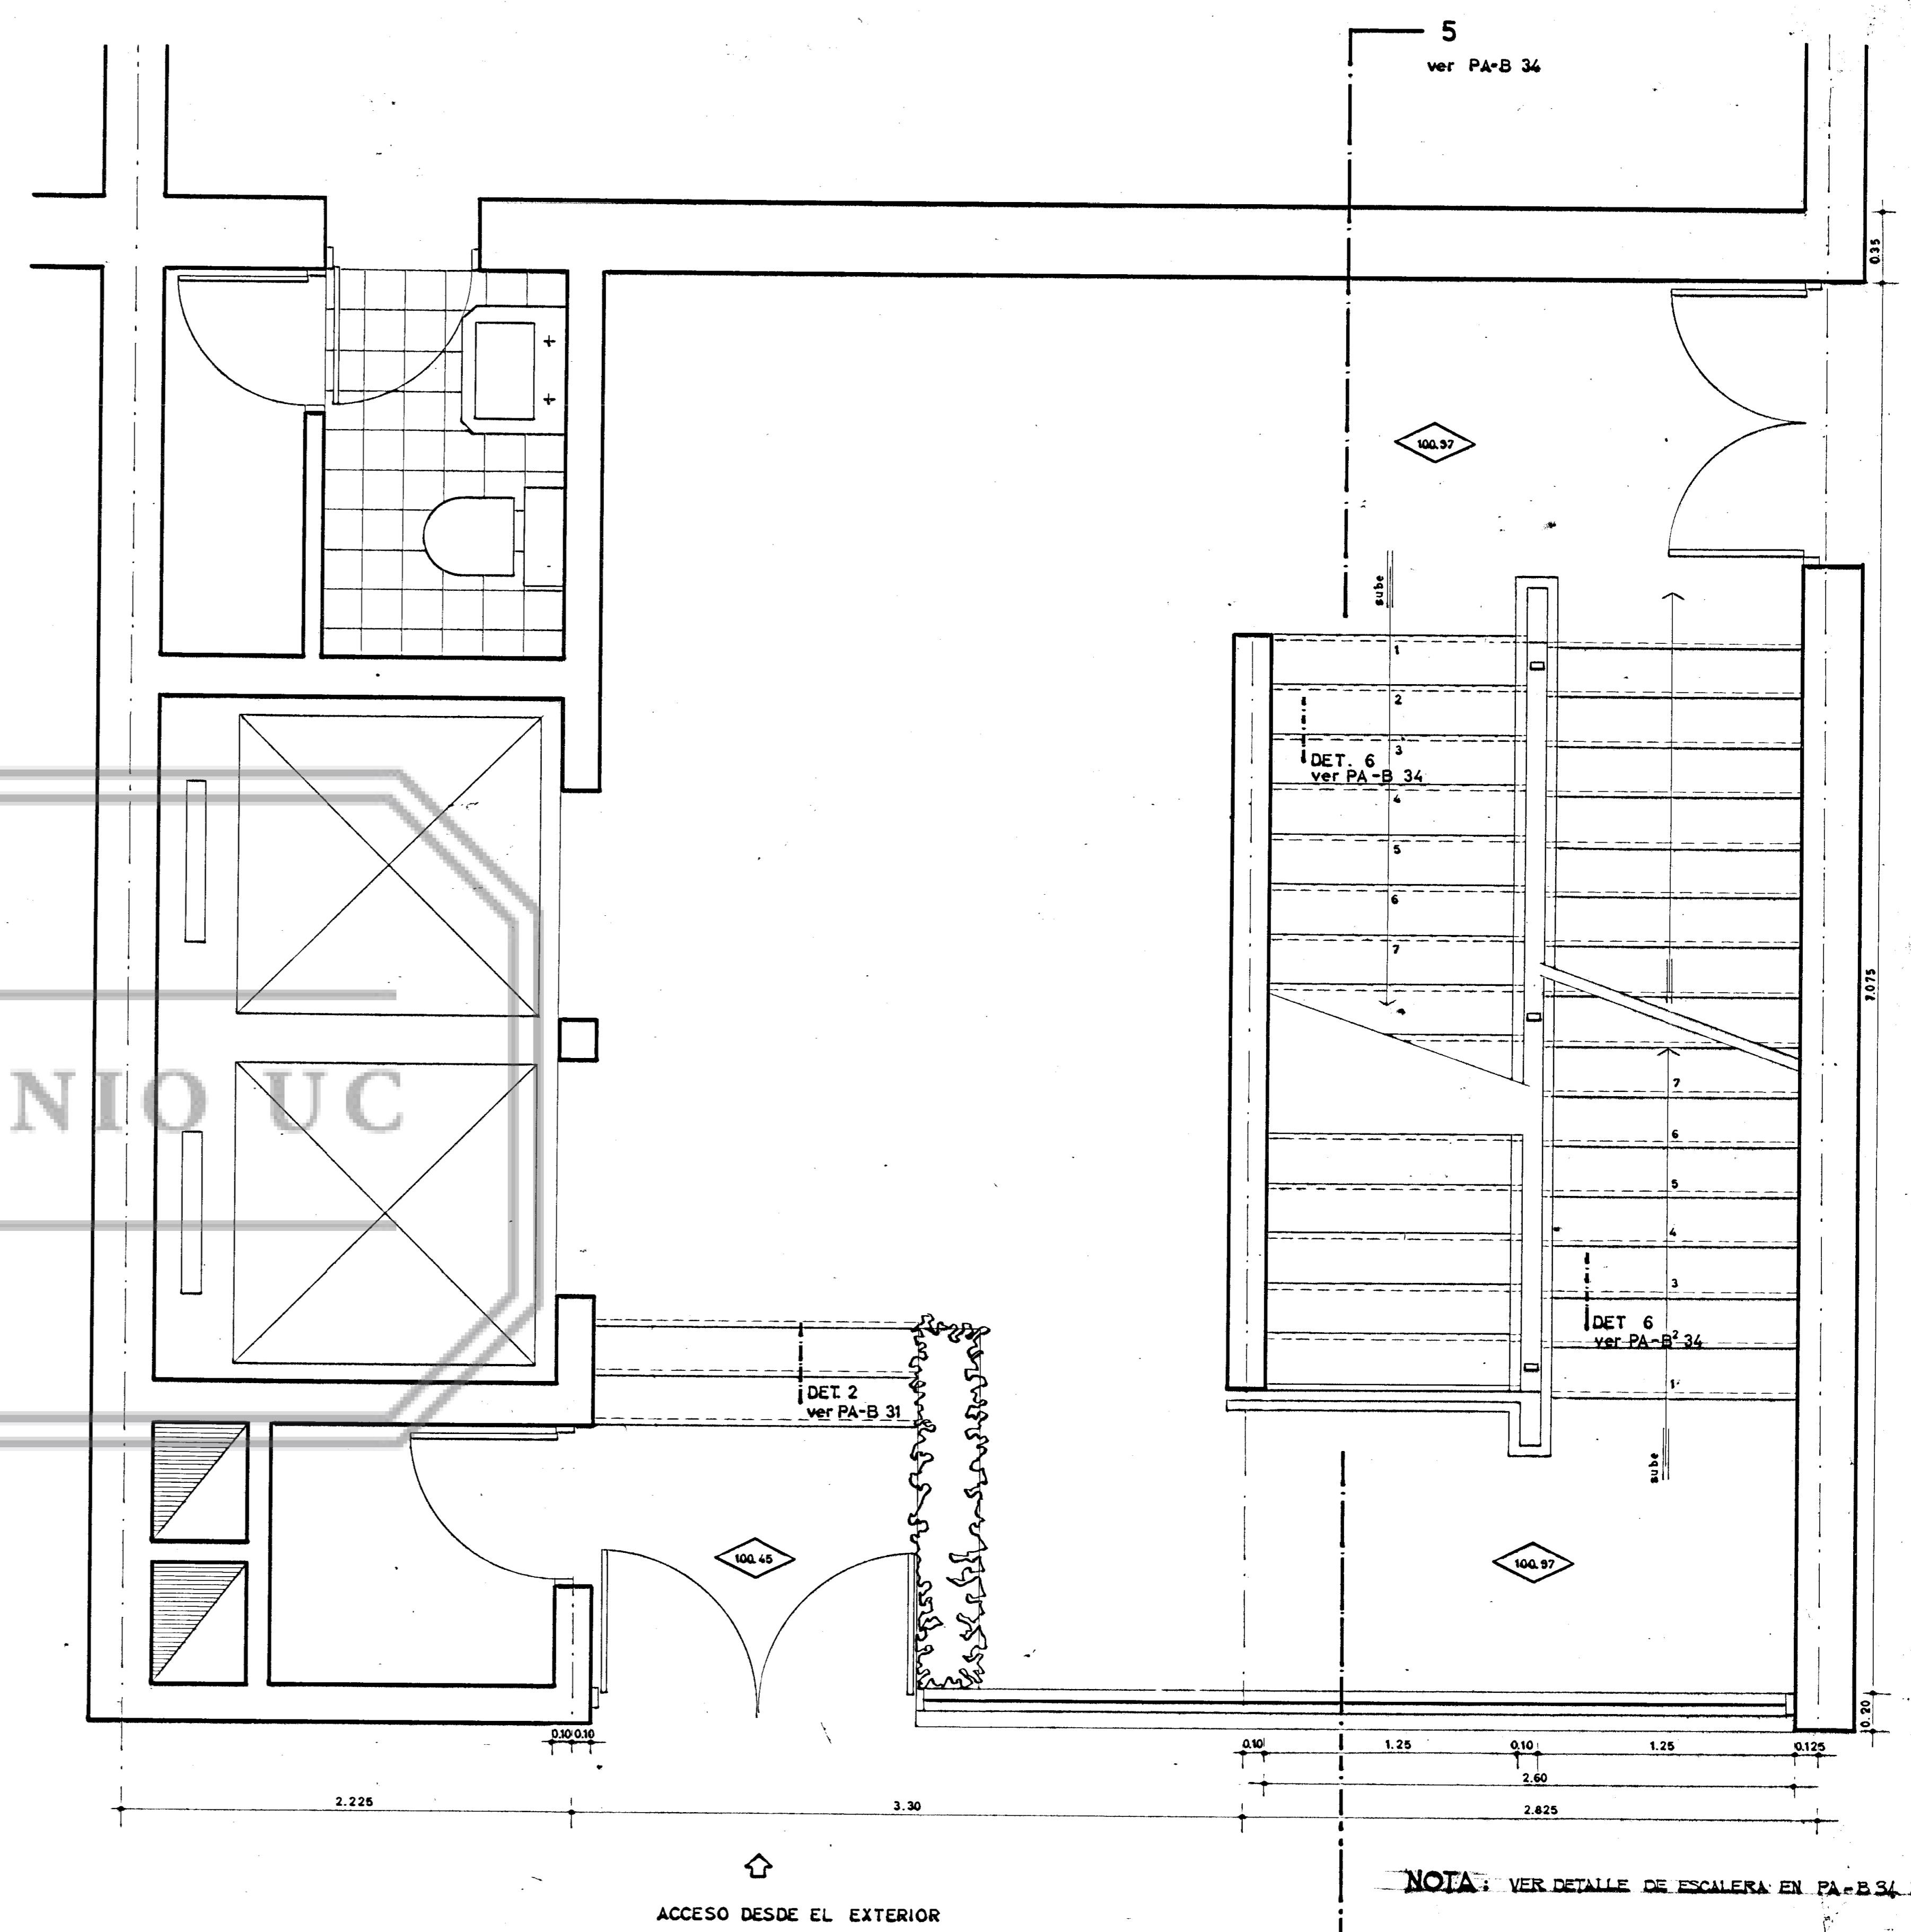 5
ver PA-B 34
0.35
100.97
sube
1
2
3
DET. 6
ver PA-B 34
4
5
6
7
7.075
NIO UC
7
6
5
4
3
DET 6
ver PA-B 34
2
1
sube
DET. 2
ver PA-B 31
100.45
100.97
0.20
0.10 0.10
0.10 1.25 0.10 1.25 0.125
2.60
2.225 3.30 2.825
NOTA: VER DETALLE DE ESCALERA EN PA-B 34
ACCESO DESDE EL EXTERIOR